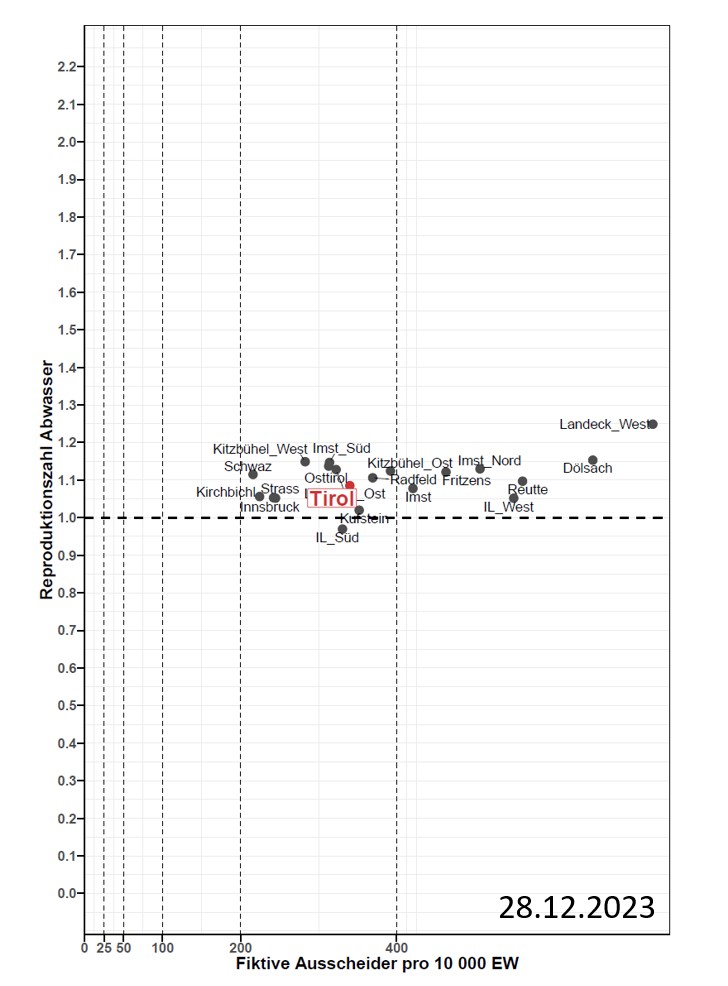 Reproduktionszahl Abwasser
2.2
2.1
2.0
1.9
1.8
1.7
1.6
1.5
1.4
1.3
1.2
1.1
1.0
0.9
0.8
0.7
0.6
0.5
0.4
0.3
0.2
0.1
0.0
Landeck_West
Kitzbühel_West Imst_Süd
Schwaz Kitzbühel_Ost Imst_Nord Dölsach
Osttirol Radfeld Fritzens
Kirchbichl Strass Tirol _Ost Imst Reutte
Innsbruck IL_West
Kufstein
IL_Süd
28.12.2023
0 25 50 100 200 400
Fiktive Ausscheider pro 10 000 EW